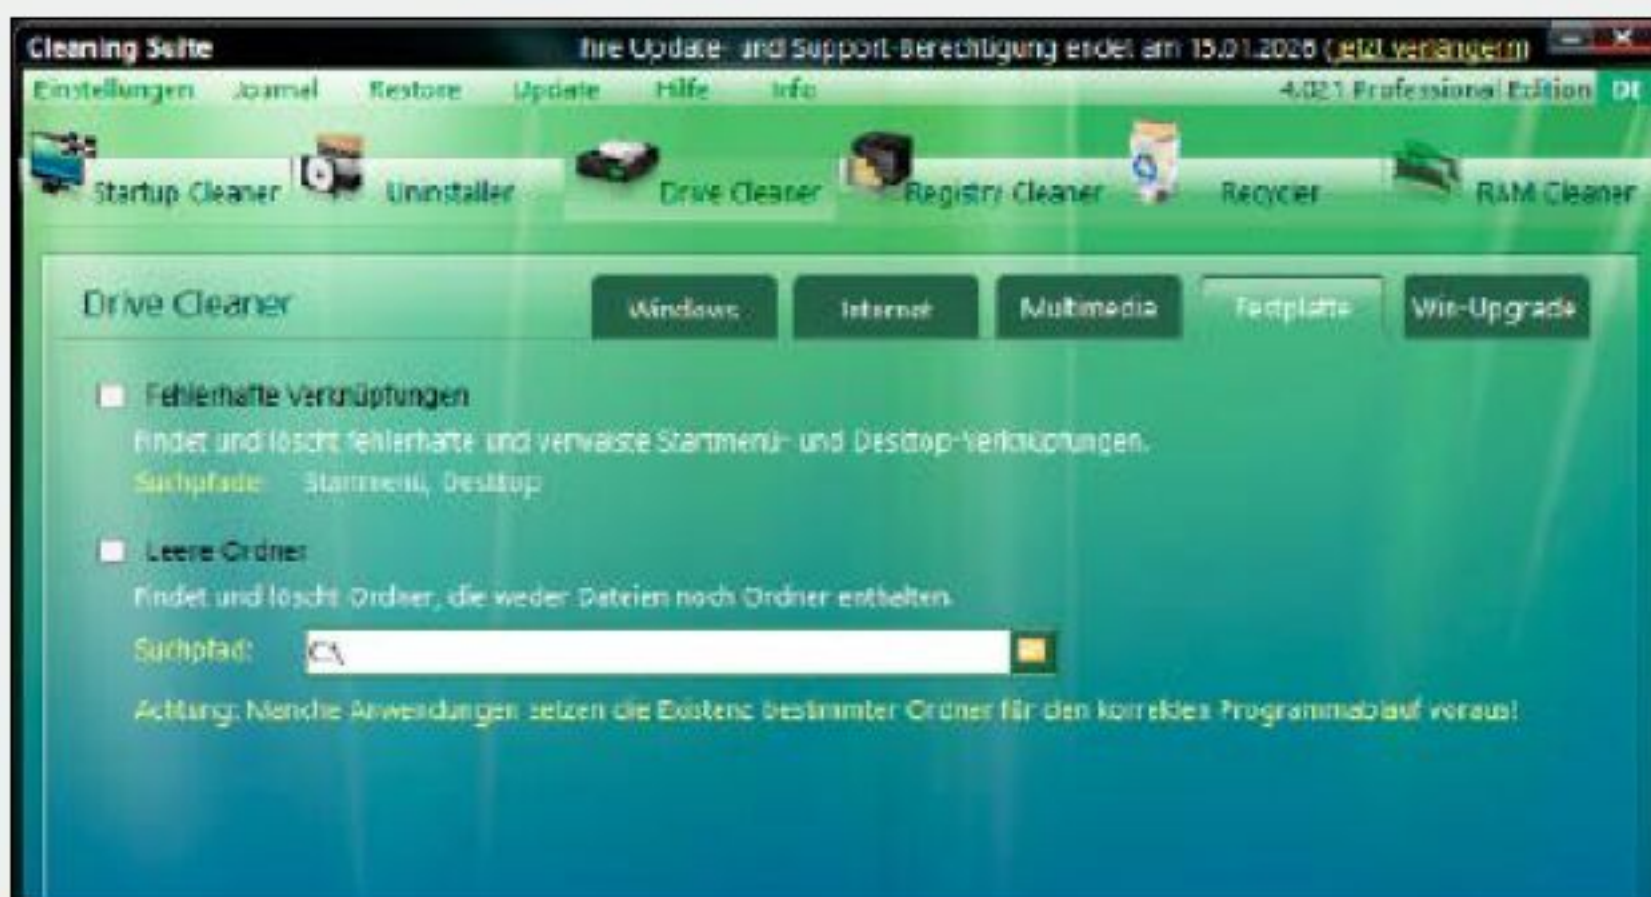 Cleaning Suite
Ihre Update- und Support-Berechtigung endet am 15.01.2026 (jetzt verlängern)
Einstellungen Journal Restore Update Hilfe Info 4.021 Professional Edition DE
Startup Cleaner Uninstaller Drive Cleaner Registry Cleaner Recycler RAM Cleaner
Drive Cleaner Windows Internet Multimedia Festplatte Win-Upgrade
Fehlerhafte Verknüpfungen
Findet und löscht fehlerhafte und verwaiste Startmenü- und Desktop-Verknüpfungen.
Suchpfade: Startmenü, Desktop
Leere Ordner
Findet und löscht Ordner, die weder Dateien noch Ordner enthalten.
Suchpfad: C:\
Achtung: Manche Anwendungen setzen die Existenz bestimmter Ordner für den korrekten Programmablauf voraus!